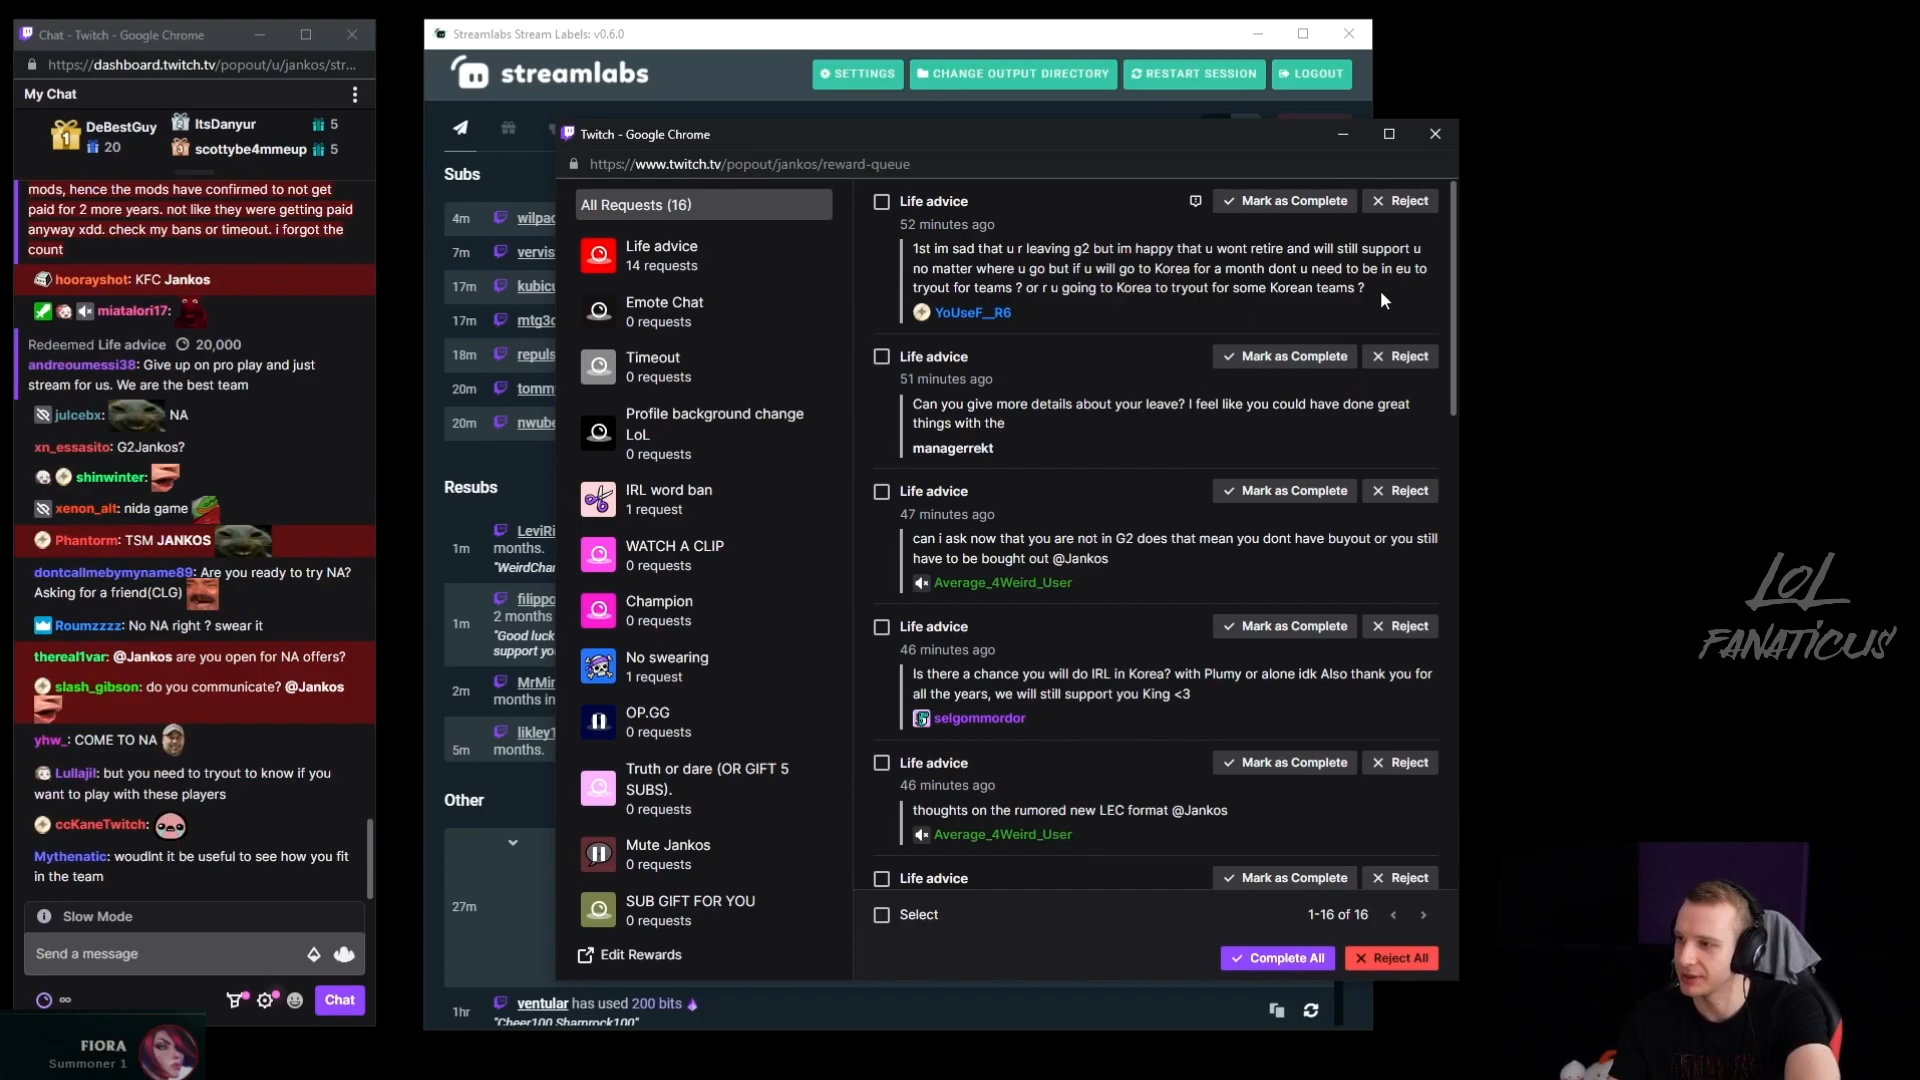 Chat - Twitch - Google Chrome
https://dashboard.twitch.tv/popout/u/jankos/str...
My Chat
DeBestGuy
20
ItsDanyur
5
scottybe4mmeup
5
mods, hence the mods have confirmed to not get
paid for 2 more years. not like they were getting paid
anyway xdd. check my bans or timeout. i forgot the
count
hoorayshot: KFC Jankos
miatalori17:
Redeemed Life advice 20,000
andreoumessi38: Give up on pro play and just
stream for us. We are the best team
julcebx: NA
xn_essasito: G2Jankos?
shinwinter:
xenon_alt: nida game
Phantorm: TSM JANKOS
dontcallmebymyname89: Are you ready to try NA?
Asking for a friend(CLG)
Roumzzzz: No NA right ? swear it
thereal1var: @Jankos are you open for NA offers?
slash_gibson: do you communicate? @Jankos
yhw_: COME TO NA
Lullajil: but you need to tryout to know if you
want to play with these players
ccKaneTwitch:
Mythenatic: woudlnt it be useful to see how you fit
in the team
Slow Mode
Send a message
Chat
FIORA
Summoner 1
Streamlabs Stream Labels: v0.6.0
streamlabs
SETTINGS
CHANGE OUTPUT DIRECTORY
RESTART SESSION
LOGOUT
Subs
4m wilpac
7m vervis
17m kubicu
17m mtg3c
18m repuls
20m tomm
20m nwube
Resubs
1m LeviRi
months.
"WeirdChar
1m filippo
2 months
"Good luck
support yo
2m MrMir
months in
5m likley1
months.
Other
27m
1hr ventular has used 200 bits
"Cheer100 Shamrock100"
Twitch - Google Chrome
https://www.twitch.tv/popout/jankos/reward-queue
All Requests (16)
Life advice
14 requests
Emote Chat
0 requests
Timeout
0 requests
Profile background change
LoL
0 requests
IRL word ban
1 request
WATCH A CLIP
0 requests
Champion
0 requests
No swearing
1 request
OP.GG
0 requests
Truth or dare (OR GIFT 5
SUBS).
0 requests
Mute Jankos
0 requests
SUB GIFT FOR YOU
0 requests
Edit Rewards
Life advice
Mark as Complete
Reject
52 minutes ago
1st im sad that u r leaving g2 but im happy that u wont retire and will still support u
no matter where u go but if u will go to Korea for a month dont u need to be in eu to
tryout for teams ? or r u going to Korea to tryout for some Korean teams ?
YoUseF__R6
Life advice
Mark as Complete
Reject
51 minutes ago
Can you give more details about your leave? I feel like you could have done great
things with the
managerrekt
Life advice
Mark as Complete
Reject
47 minutes ago
can i ask now that you are not in G2 does that mean you dont have buyout or you still
have to be bought out @Jankos
Average_4Weird_User
Life advice
Mark as Complete
Reject
46 minutes ago
Is there a chance you will do IRL in Korea? with Plumy or alone idk Also thank you for
all the years, we will still support you King <3
selgommordor
Life advice
Mark as Complete
Reject
46 minutes ago
thoughts on the rumored new LEC format @Jankos
Average_4Weird_User
Life advice
Mark as Complete
Reject
Select
1-16 of 16
Complete All
Reject All
LOL
FANATICUS